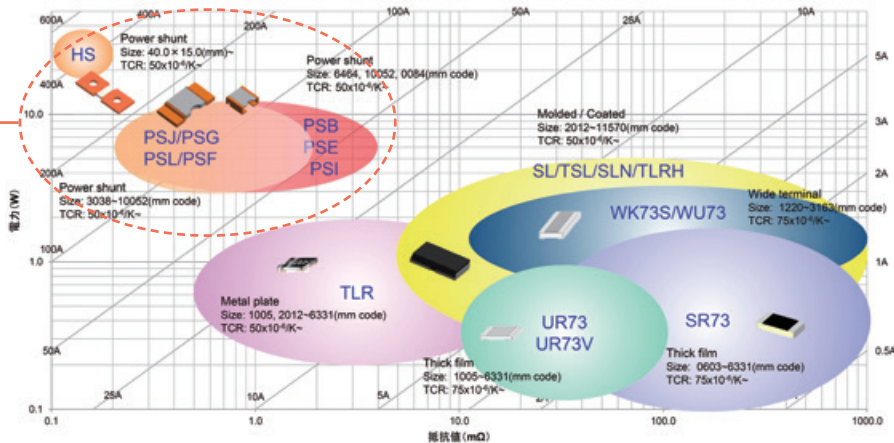 600A
400A
200A
100A
50A
25A
10A
HS
Power shunt
Size: 40.0×15.0(mm)~
TCR: 50x10⁻⁶/K~
Power shunt
Size: 6464, 10052, 0084(mm code)
TCR: 50x10⁻⁶/K~
400A
5A
10.0
PSJ/PSG
PSL/PSF
PSB
PSE
PSI
Molded / Coated
Size: 2012~11570(mm code)
TCR: 50x10⁻⁶/K~
3A
200A
SL/TSL/SLN/TLRH
2A
Power shunt
Size: 3038~10052(mm code)
TCR: 50x10⁻⁶/K~
Wide terminal
Size: 1220~3163(mm code)
TCR: 75x10⁻⁶/K~
WK73S/WU73
電力(W)
100A
1.0
1A
TLR
Metal plate
Size: 1005, 2012~6331(mm code)
TCR: 50x10⁻⁶/K~
UR73
UR73V
SR73
50A
0.5A
Thick film
Size: 1005~6331(mm code)
TCR: 75x10⁻⁶/K~
Thick film
Size: 0603~6331(mm code)
TCR: 75x10⁻⁶/K~
25A
10A
5A
0.1
0.1
1.0
10.0
100.0
1000.0
抵抗値(mΩ)